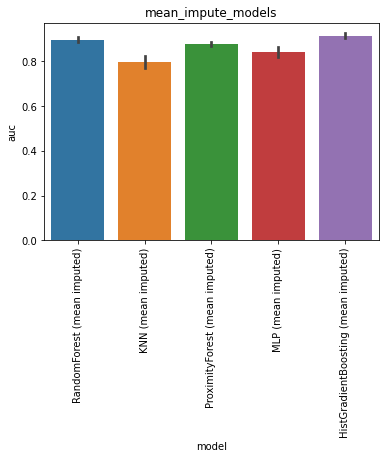 mean_impute_models
auc
0.8
0.6
0.4
0.2
0.0
RandomForest (mean imputed)
KNN (mean imputed)
ProximityForest (mean imputed)
MLP (mean imputed)
HistGradientBoosting (mean imputed)
model